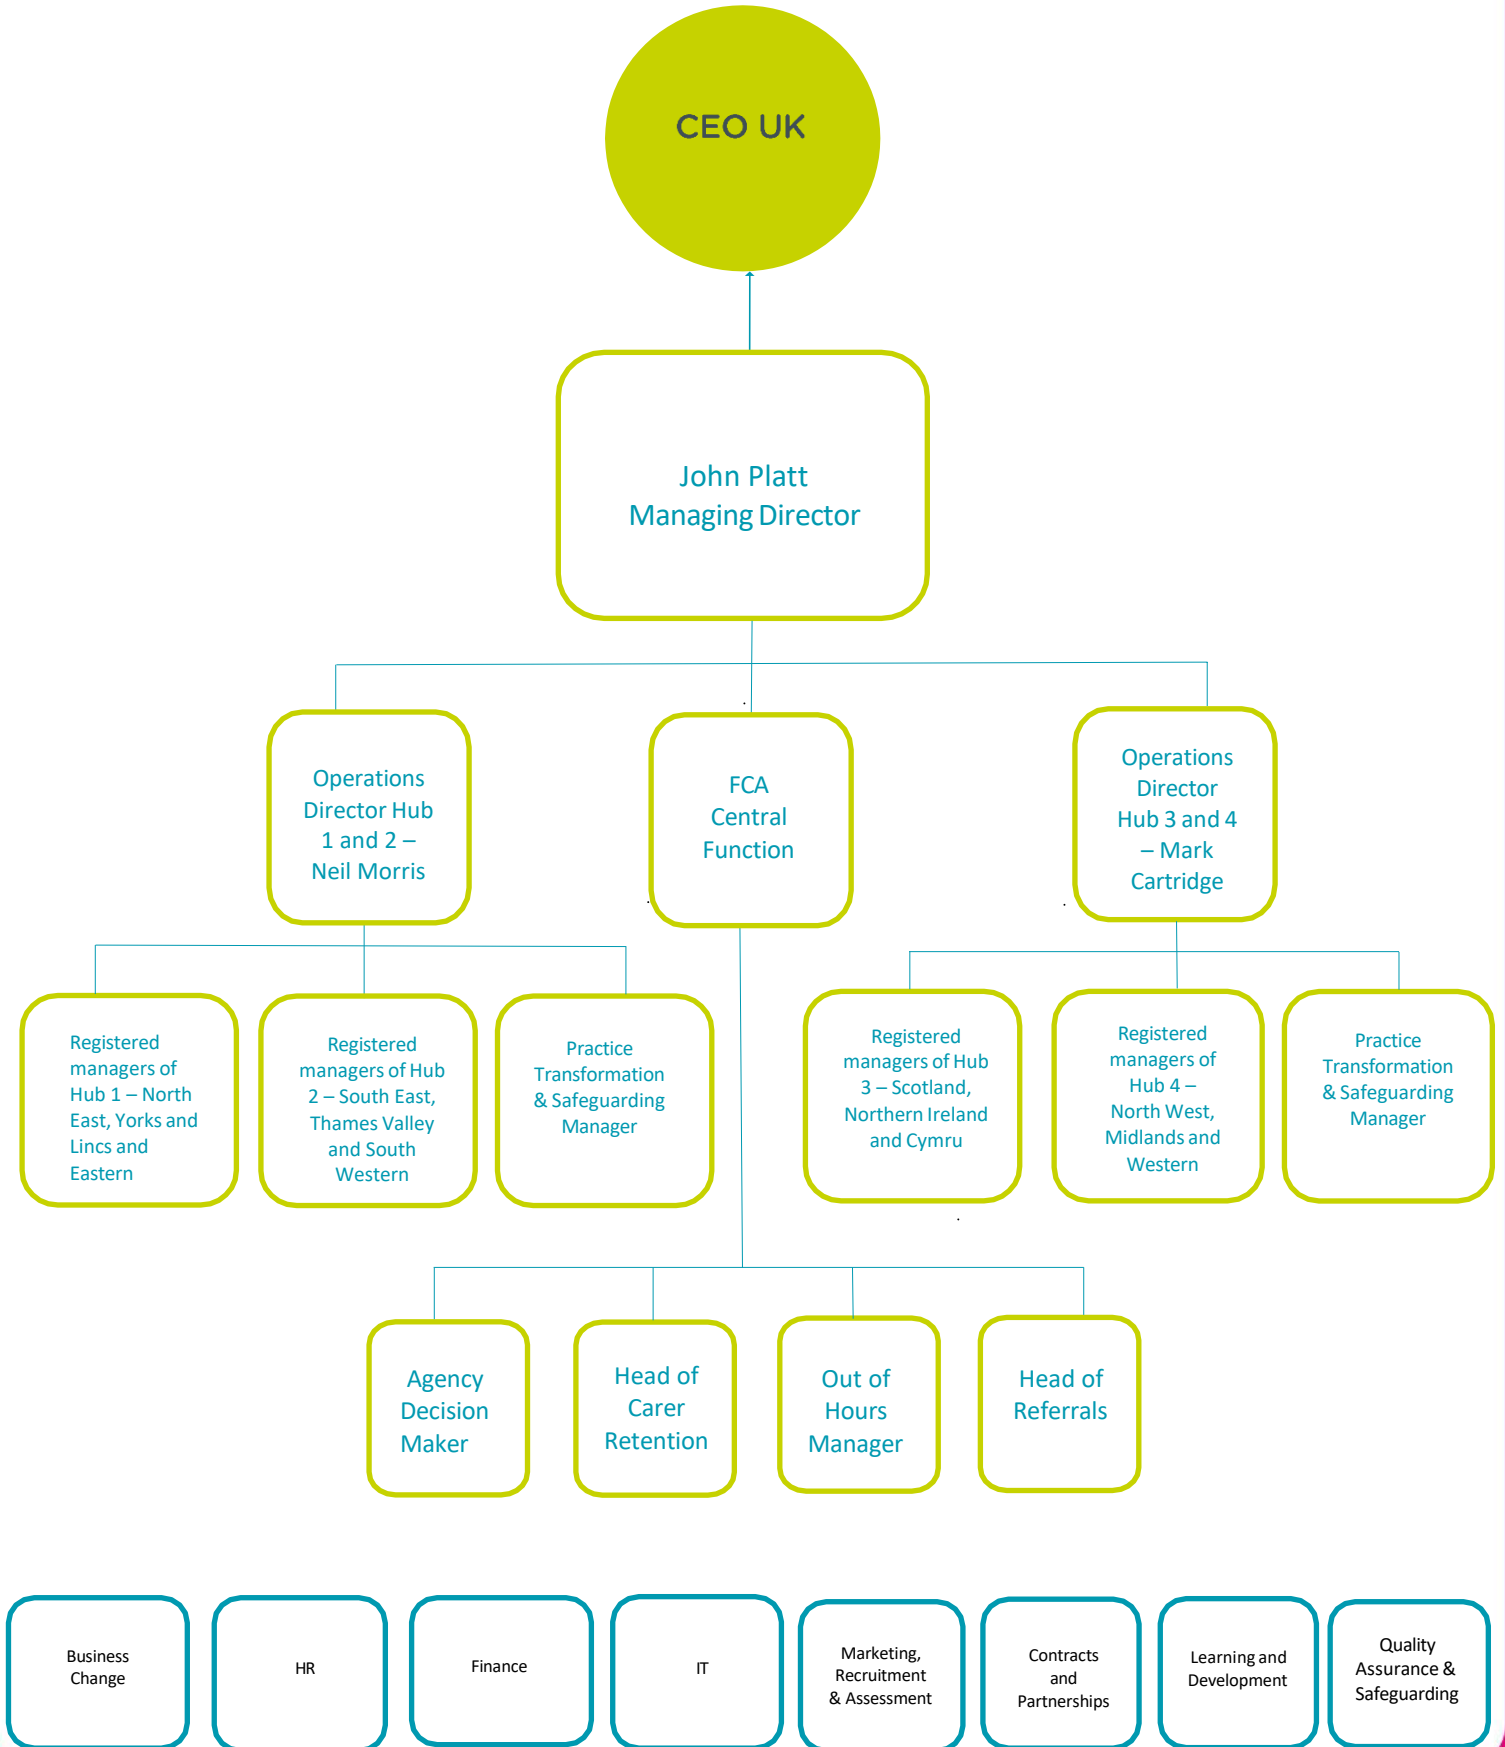 CEO UK
John Platt
Managing Director
Operations
Director Hub
1 and 2 –
Neil Morris
FCA
Central
Function
Operations
Director
Hub 3 and 4
– Mark
Cartridge
Registered
managers of
Hub 1 – North
East, Yorks and
Lincs and
Eastern
Registered
managers of Hub
2 – South East,
Thames Valley
and South
Western
Practice
Transformation
& Safeguarding
Manager
Registered
managers of Hub
3 – Scotland,
Northern Ireland
and Cymru
Registered
managers of
Hub 4 –
North West,
Midlands and
Western
Practice
Transformation
& Safeguarding
Manager
Agency
Decision
Maker
Head of
Carer
Retention
Out of
Hours
Manager
Head of
Referrals
Business
Change
HR
Finance
IT
Marketing,
Recruitment
& Assessment
Contracts
and
Partnerships
Learning and
Development
Quality
Assurance &
Safeguarding